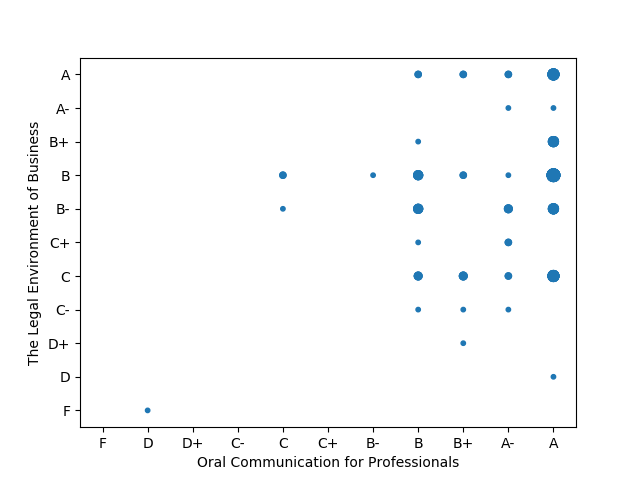 The Legal Environment of Business
A
A-
B+
B
B-
C+
C
C-
D+
D
F
F
D
D+
C-
C
C+
B-
B
B+
A-
A
Oral Communication for Professionals